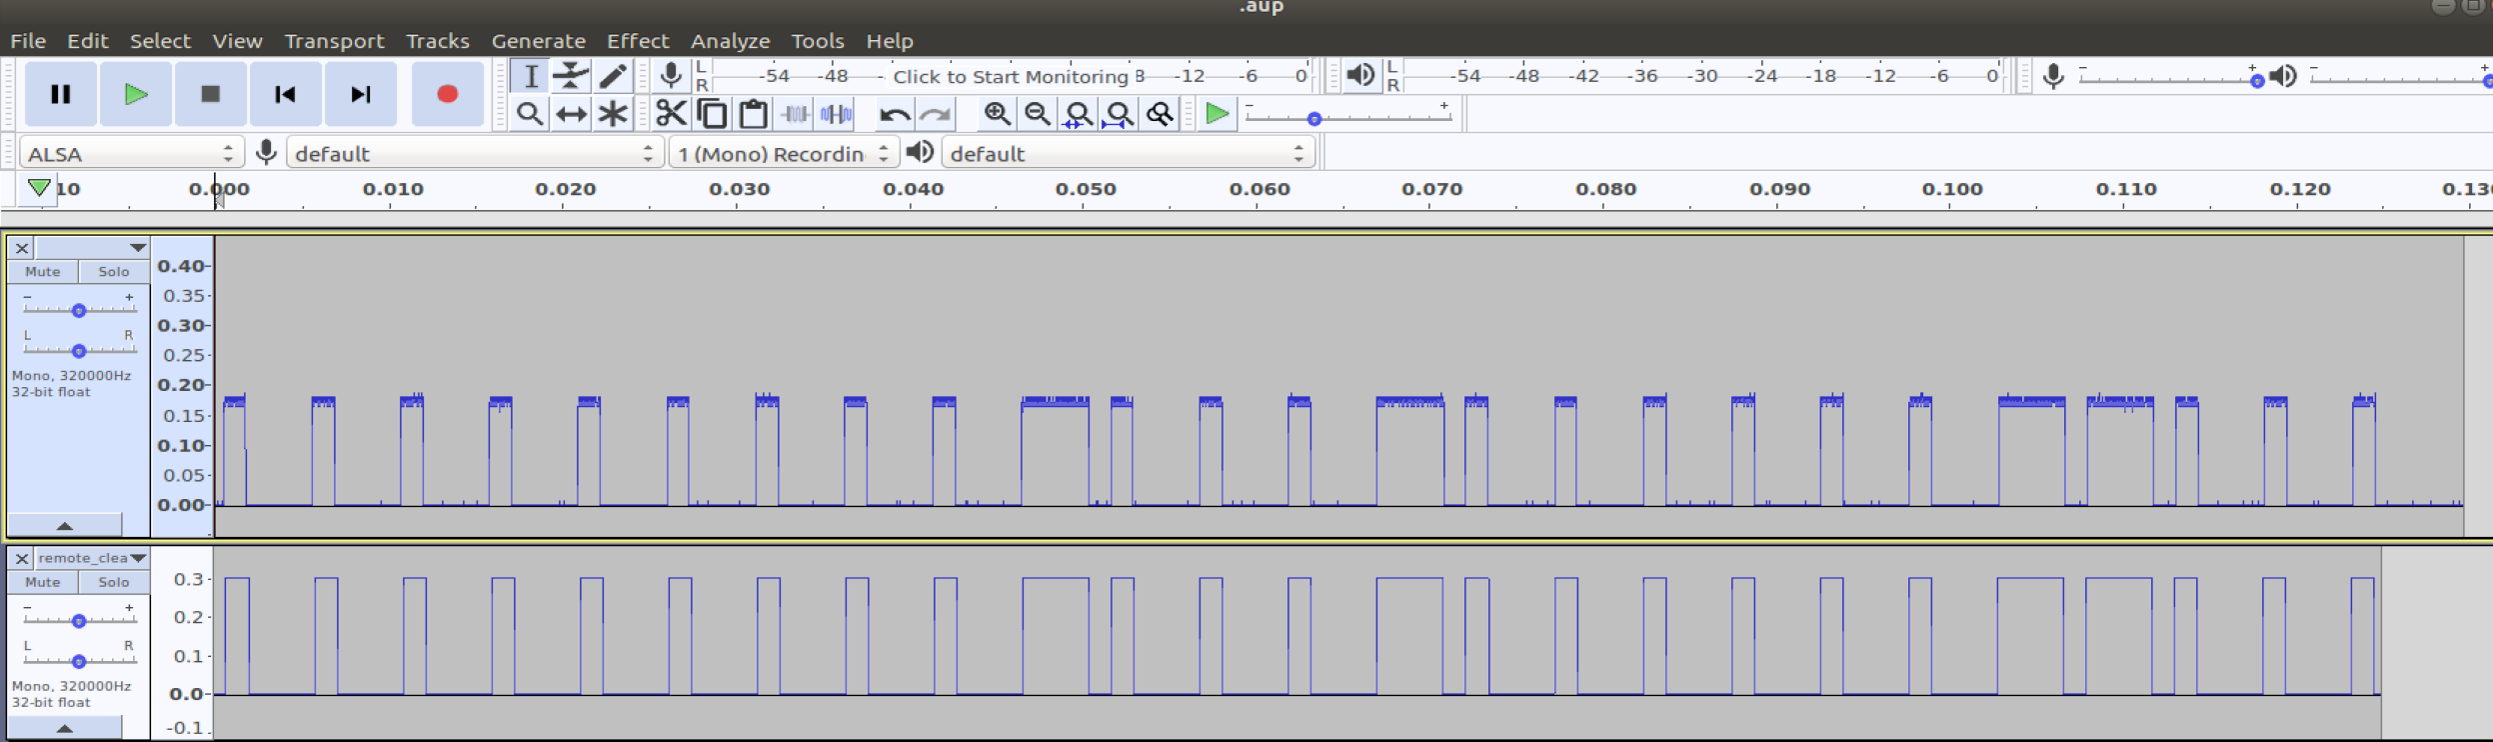 .aup
File Edit Select View Transport Tracks Generate Effect Analyze Tools Help
L R -54 -48 - Click to Start Monitoring 8 -12 -6 0 L R -54 -48 -42 -36 -30 -24 -18 -12 -6 0 - + - +
- +
ALSA default 1 (Mono) Recordin default
10 0.000 0.010 0.020 0.030 0.040 0.050 0.060 0.070 0.080 0.090 0.100 0.110 0.120 0.13
Mute Solo 0.40
- + 0.35
0.30
L R 0.25
Mono, 320000Hz 0.20
32-bit float
0.15
0.10
0.05
0.00
remote_clea
Mute Solo 0.3
- + 0.2
L R 0.1
Mono, 320000Hz 0.0
32-bit float
-0.1